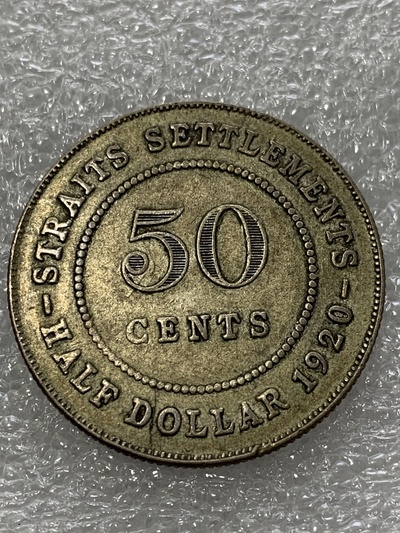 STRAITS SETTLEMENTS
50
CENTS
– HALF DOLLAR 1920 –